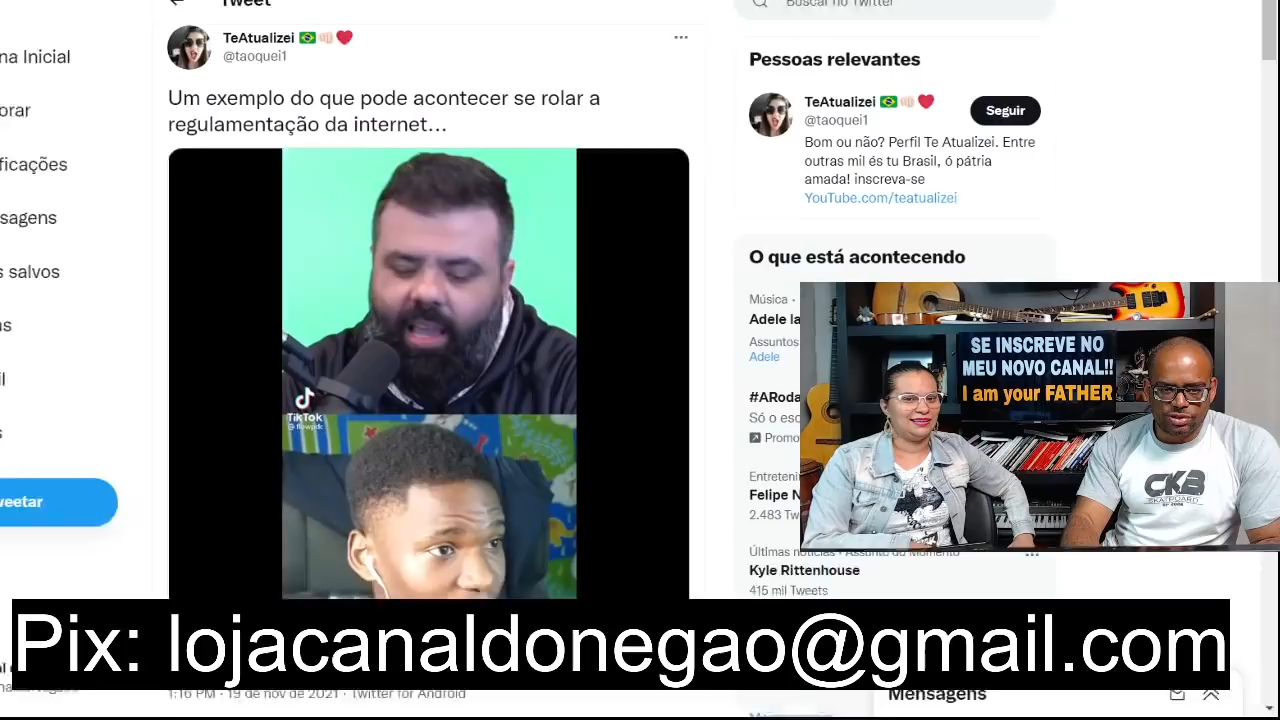 Tweet
TeAtualizei
@taoquei1
Um exemplo do que pode acontecer se rolar a
regulamentação da internet...
TikTok
na Inicial
orar
ficações
sagens
s salvos
as
il
s
weetar
Buscar no Twitter
Pessoas relevantes
TeAtualizei
@taoquei1
Seguir
Bom ou não? Perfil Te Atualizei. Entre
outras mil és tu Brasil, ó pátria
amada! inscreva-se
YouTube.com/teatualizei
O que está acontecendo
Música ·
Adele la
Assuntos
Adele
#ARoda
Só o esc
Promo
Entreteni
Felipe N
2.483 Tw
Últimas notícias · Assunto do Momento
Kyle Rittenhouse
415 mil Tweets
SE INSCREVE NO
MEU NOVO CANAL!!
I am your FATHER
CKB
SKATEBOARD
Pix: lojacanaldonegao@gmail.com
1:16 PM · 19 de nov de 2021 · Twitter for Android
Mensagens